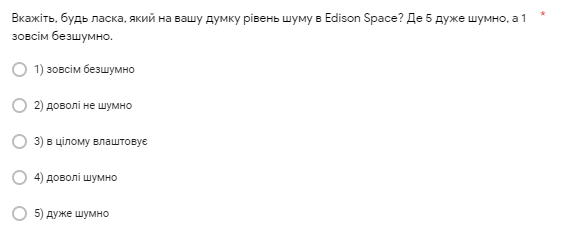 Вкажіть, будь ласка, який на вашу думку рівень шуму в Edison Space? Де 5 дуже шумно, а 1 *
зовсім безшумно.
1) зовсім безшумно
2) доволі не шумно
3) в цілому влаштовує
4) доволі шумно
5) дуже шумно